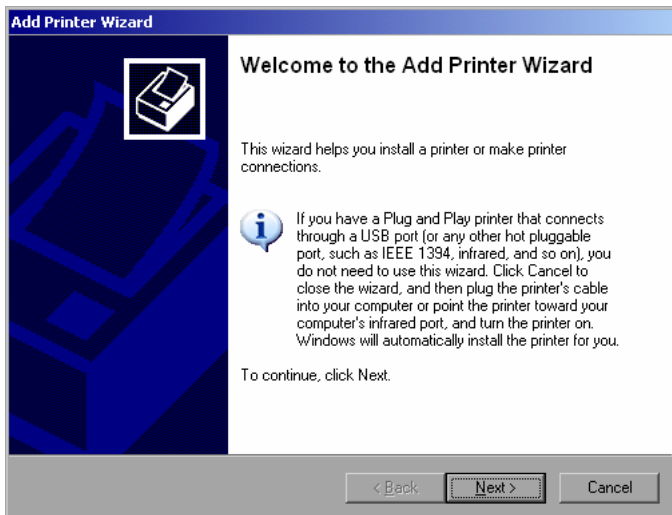 Add Printer Wizard
Welcome to the Add Printer Wizard
This wizard helps you install a printer or make printer
connections.
If you have a Plug and Play printer that connects
through a USB port (or any other hot pluggable
port, such as IEEE 1394, infrared, and so on), you
do not need to use this wizard. Click Cancel to
close the wizard, and then plug the printer's cable
into your computer or point the printer toward your
computer's infrared port, and turn the printer on.
Windows will automatically install the printer for you.
To continue, click Next.
< Back
Next >
Cancel